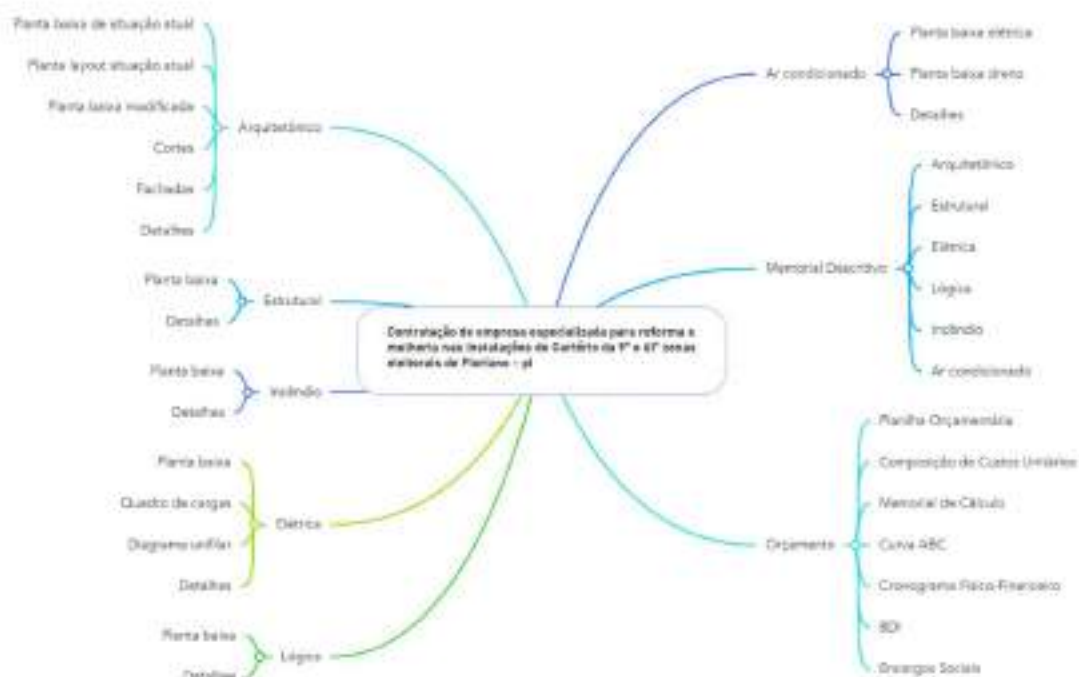 Planta baixa de situação atual
Planta layout situação atual
Planta baixa modificada
Cortes
Fachadas
Detalhes
Arquitetônico
Planta baixa
Detalhes
Estrutural
Planta baixa
Detalhes
Incêndio
Planta baixa
Quadro de cargas
Diagrama unifilar
Detalhes
Elétrica
Planta baixa
Detalhes
Lógica
Contratação de empresa especializada para reforma e
melhoria nas instalações do Cartório da 9ª e 61ª zonas
eleitorais de Floriano - pi
Ar condicionado
Planta baixa elétrica
Planta baixa dreno
Detalhes
Memorial Descritivo
Arquitetônico
Estrutural
Elétrica
Lógica
Incêndio
Ar condicionado
Orçamento
Planilha Orçamentária
Composição de Custos Unitários
Memorial de Cálculo
Curva ABC
Cronograma Físico-Financeiro
BDI
Encargos Sociais